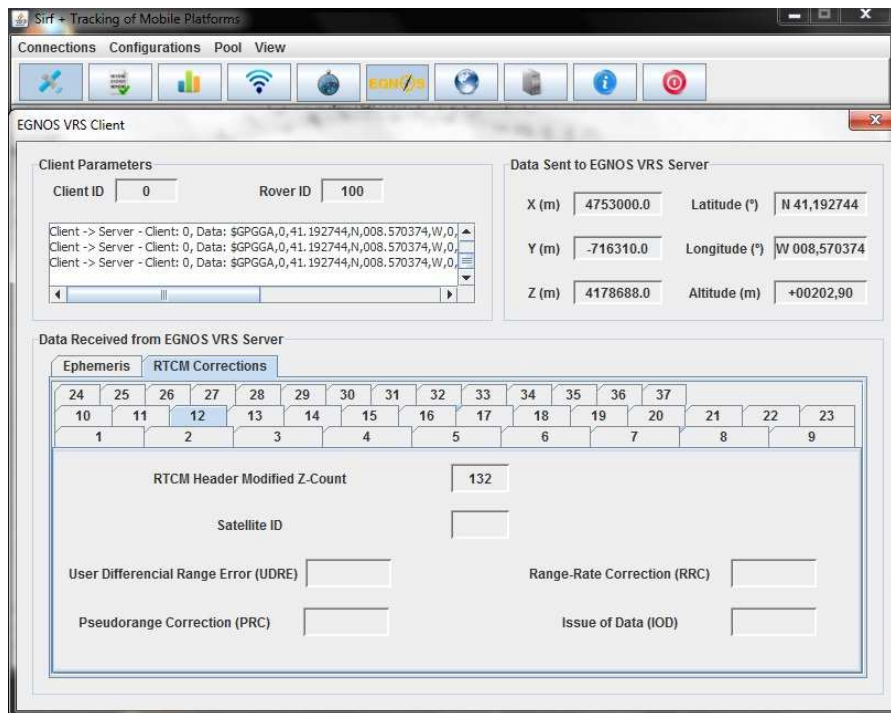 Sirf + Tracking of Mobile Platforms
Connections Configurations Pool View
EGNOS
EGNOS VRS Client
Client Parameters
Client ID 0 Rover ID 100
Client -> Server - Client: 0, Data: $GPGGA,0,41.192744,N,008.570374,W,0,
Client -> Server - Client: 0, Data: $GPGGA,0,41.192744,N,008.570374,W,0,
Client -> Server - Client: 0, Data: $GPGGA,0,41.192744,N,008.570374,W,0,
Data Sent to EGNOS VRS Server
X (m) 4753000.0 Latitude (º) N 41,192744
Y (m) -716310.0 Longitude (º) W 008,570374
Z (m) 4178688.0 Altitude (m) +00202,90
Data Received from EGNOS VRS Server
Ephemeris RTCM Corrections
24 25 26 27 28 29 30 31 32 33 34 35 36 37
10 11 12 13 14 15 16 17 18 19 20 21 22 23
1 2 3 4 5 6 7 8 9
RTCM Header Modified Z-Count 132
Satellite ID
User Differencial Range Error (UDRE) Range-Rate Correction (RRC)
Pseudorange Correction (PRC) Issue of Data (IOD)